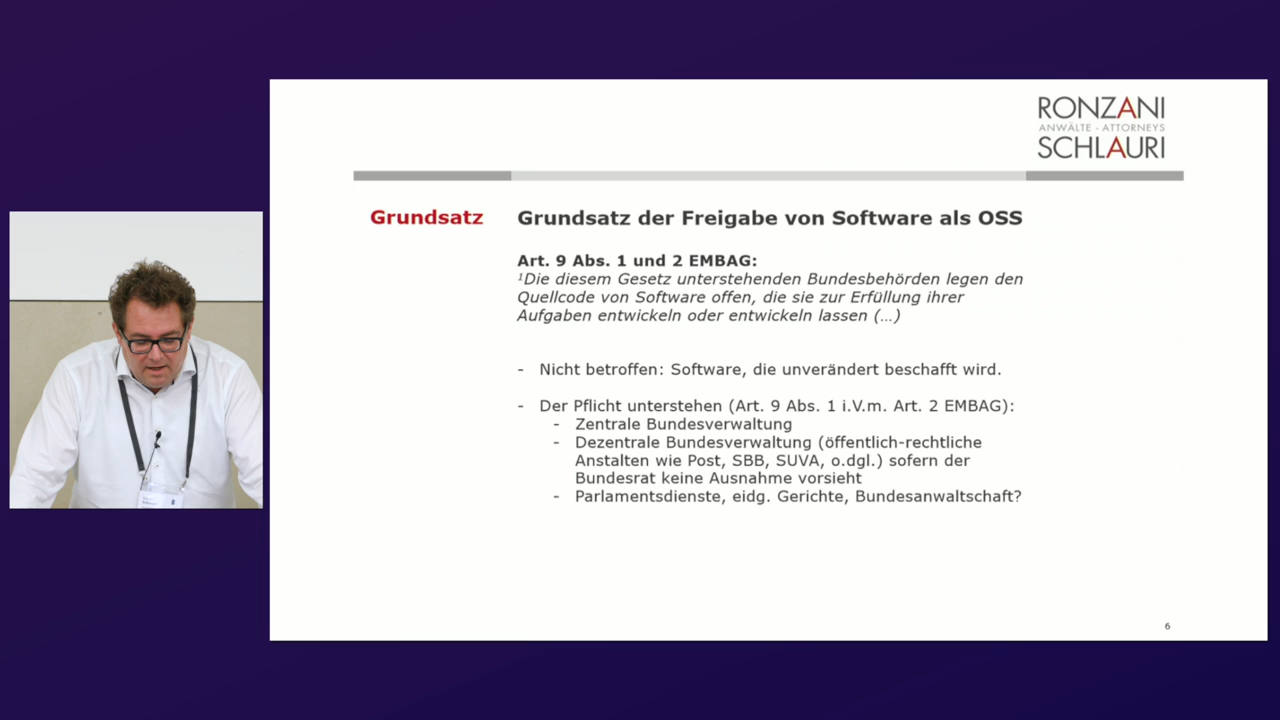 RONZANI
ANWÄLTE - ATTORNEYS
SCHLAURI
Grundsatz
Grundsatz der Freigabe von Software als OSS
Art. 9 Abs. 1 und 2 EMBAG:
¹Die diesem Gesetz unterstehenden Bundesbehörden legen den
Quellcode von Software offen, die sie zur Erfüllung ihrer
Aufgaben entwickeln oder entwickeln lassen (…)
- Nicht betroffen: Software, die unverändert beschafft wird.
- Der Pflicht unterstehen (Art. 9 Abs. 1 i.V.m. Art. 2 EMBAG):
- Zentrale Bundesverwaltung
- Dezentrale Bundesverwaltung (öffentlich-rechtliche
Anstalten wie Post, SBB, SUVA, o.dgl.) sofern der
Bundesrat keine Ausnahme vorsieht
- Parlamentsdienste, eidg. Gerichte, Bundesanwaltschaft?
6